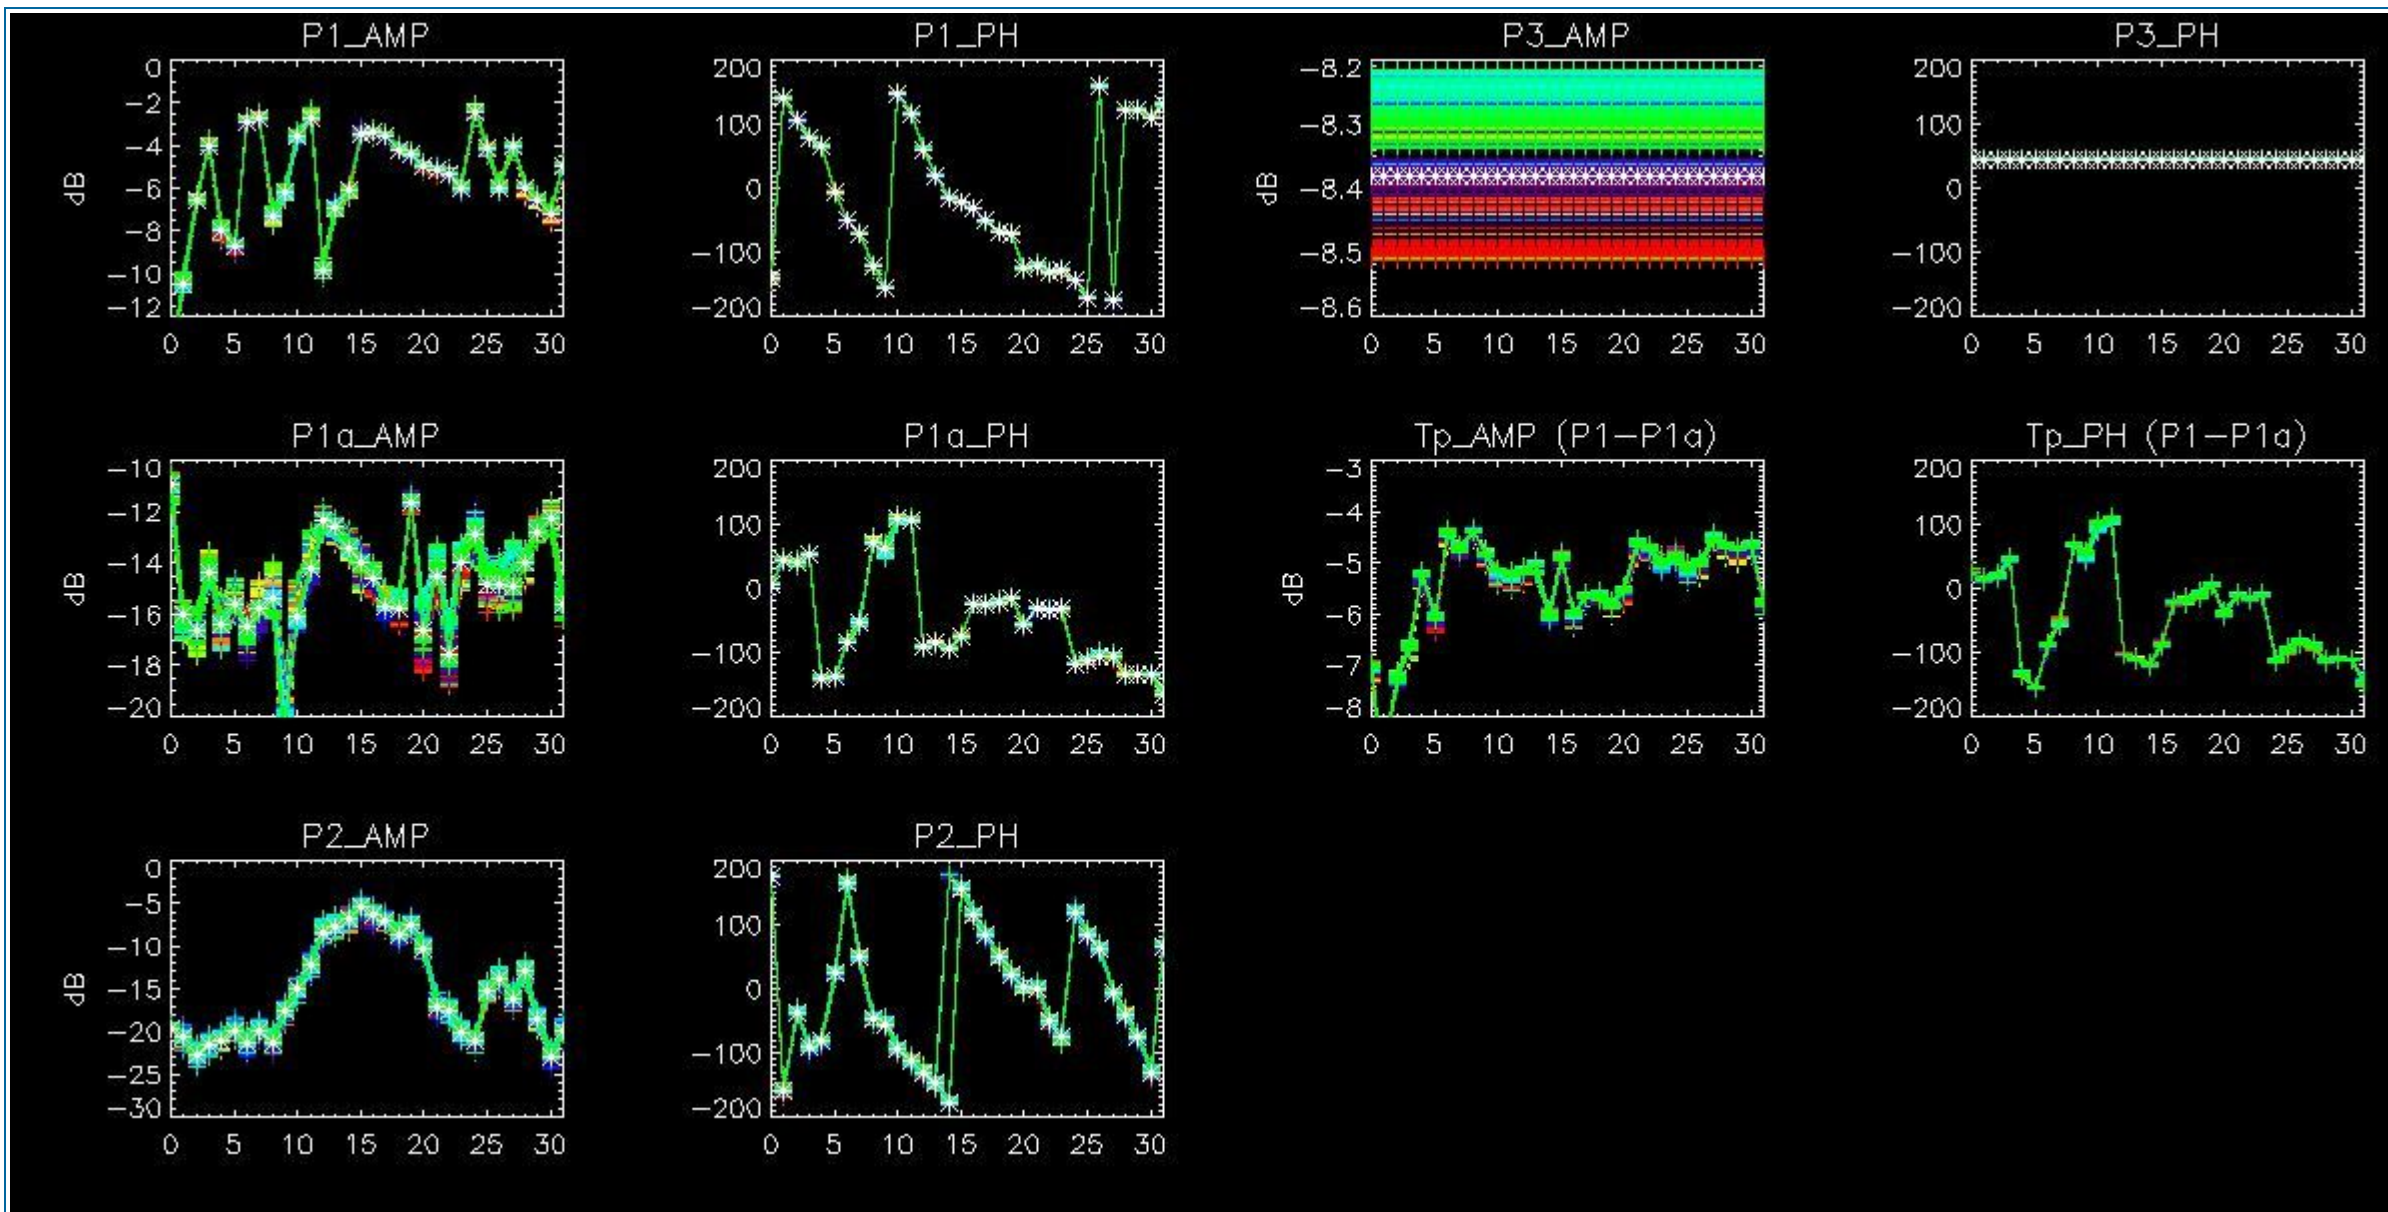 P1_AMP
dB
0
−2
−4
−6
−8
−10
−12
0 5 10 15 20 25 30
P1_PH
200
100
0
−100
−200
0 5 10 15 20 25 30
P3_AMP
dB
−8.2
−8.3
−8.4
−8.5
−8.6
0 5 10 15 20 25 30
P3_PH
200
100
0
−100
−200
0 5 10 15 20 25 30
P1a_AMP
dB
−10
−12
−14
−16
−18
−20
0 5 10 15 20 25 30
P1a_PH
200
100
0
−100
−200
0 5 10 15 20 25 30
Tp_AMP (P1−P1a)
dB
−3
−4
−5
−6
−7
−8
0 5 10 15 20 25 30
Tp_PH (P1−P1a)
200
100
0
−100
−200
0 5 10 15 20 25 30
P2_AMP
dB
0
−5
−10
−15
−20
−25
−30
0 5 10 15 20 25 30
P2_PH
200
100
0
−100
−200
0 5 10 15 20 25 30